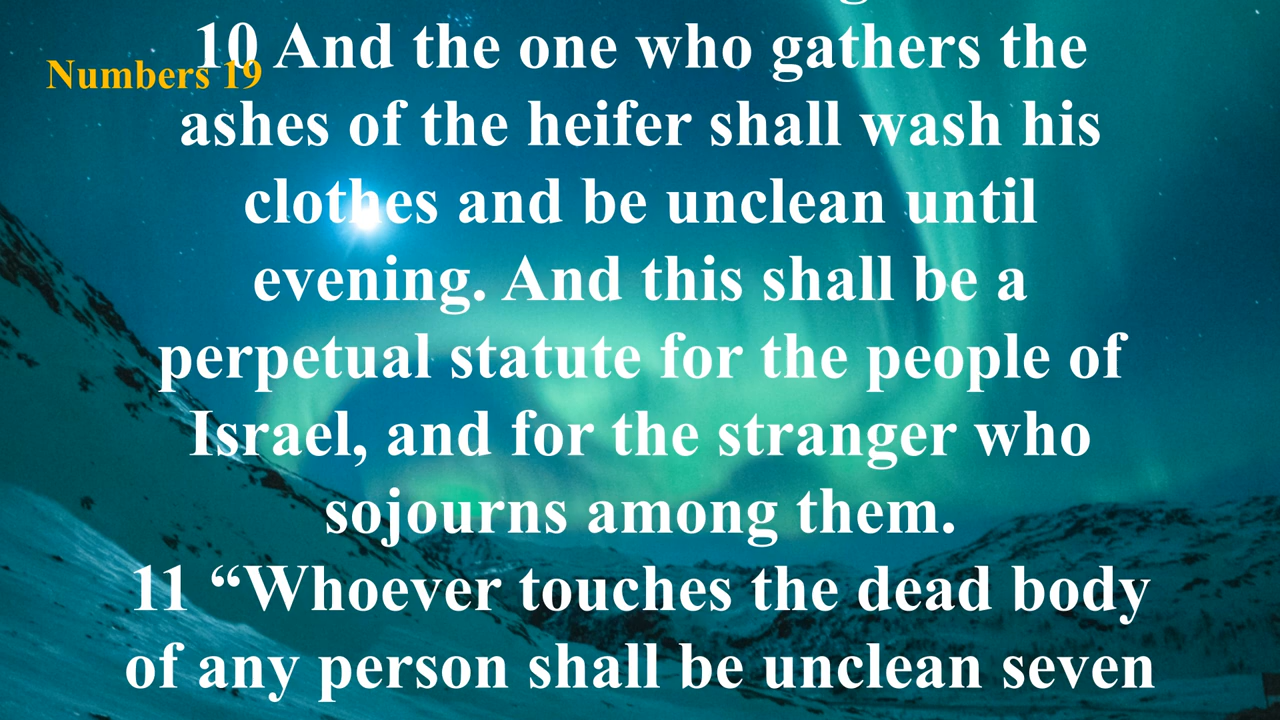 10 And the one who gathers the
Numbers 19
ashes of the heifer shall wash his
clothes and be unclean until
evening. And this shall be a
perpetual statute for the people of
Israel, and for the stranger who
sojourns among them.
11 “Whoever touches the dead body
of any person shall be unclean seven